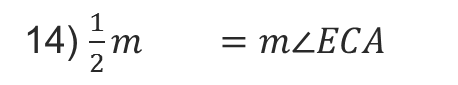 14) ½m = m∠ECA